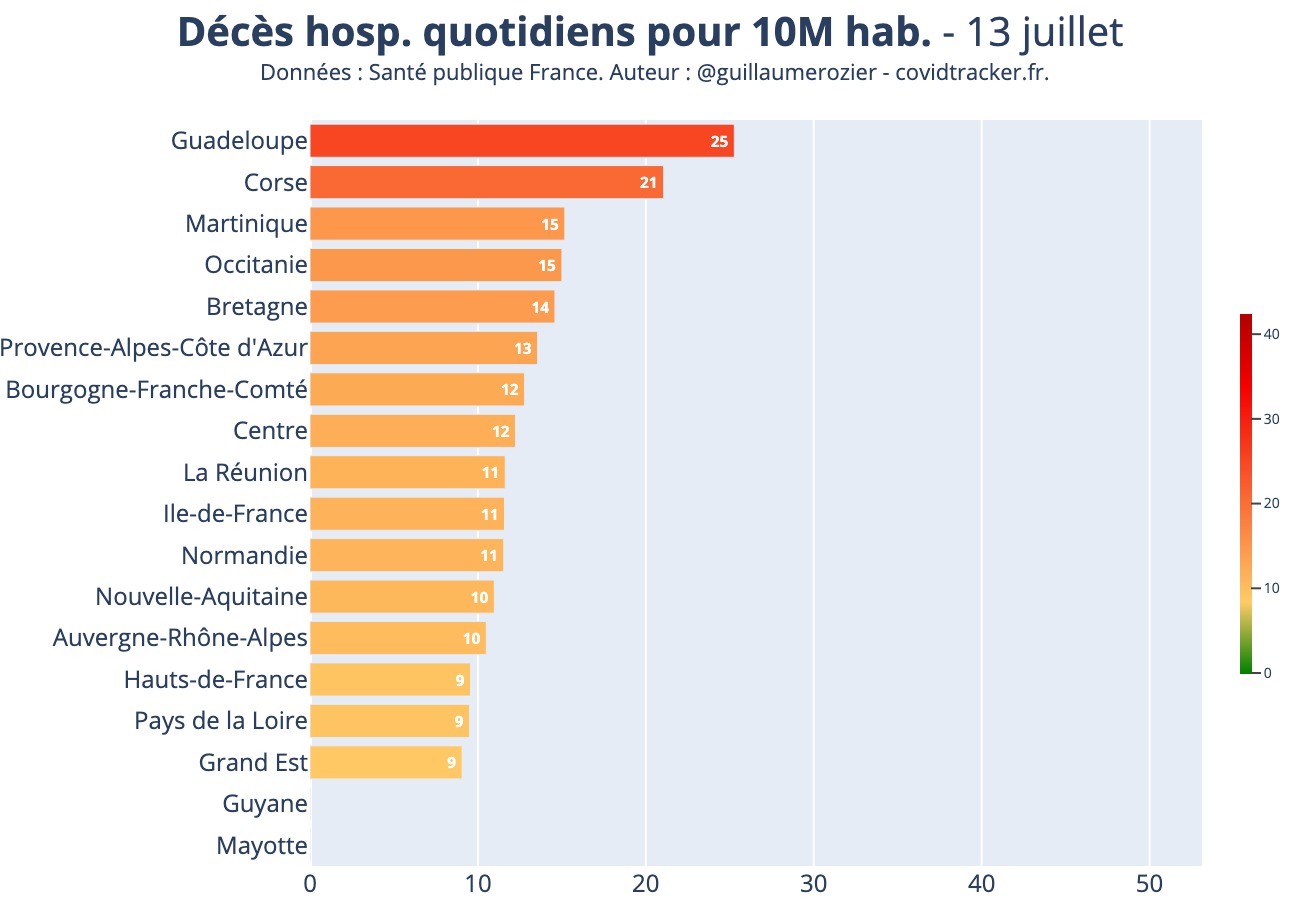 Décès hosp. quotidiens pour 10M hab. - 13 juillet
Données : Santé publique France. Auteur : @guillaumerozier - covidtracker.fr.
Guadeloupe 25
Corse 21
Martinique 15
Occitanie 15
Bretagne 14
Provence-Alpes-Côte d'Azur 13
Bourgogne-Franche-Comté 12
Centre 12
La Réunion 11
Ile-de-France 11
Normandie 11
Nouvelle-Aquitaine 10
Auvergne-Rhône-Alpes 10
Hauts-de-France 9
Pays de la Loire 9
Grand Est 9
Guyane
Mayotte
0 10 20 30 40 50
40
30
20
10
0